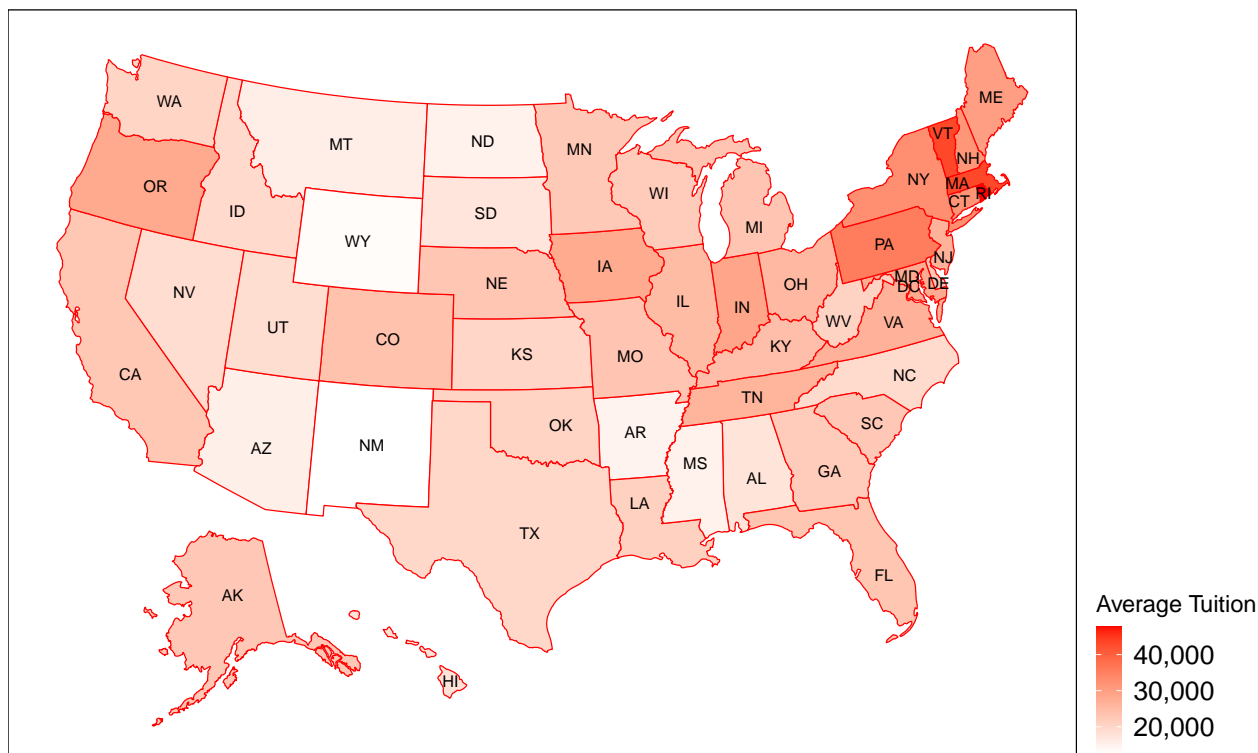 ME
WA
VT
MT
ND
MN
NH
OR
NY
MA
RI
WI
CT
ID
SD
MI
WY
PA
NJ
IA
MD
NE
OH
DE
DC
NV
IL
IN
UT
WV
VA
CO
KS
MO
KY
CA
NC
TN
OK
SC
AR
AZ
NM
MS
GA
AL
LA
TX
FL
AK
HI
Average Tuition
40,000
30,000
20,000